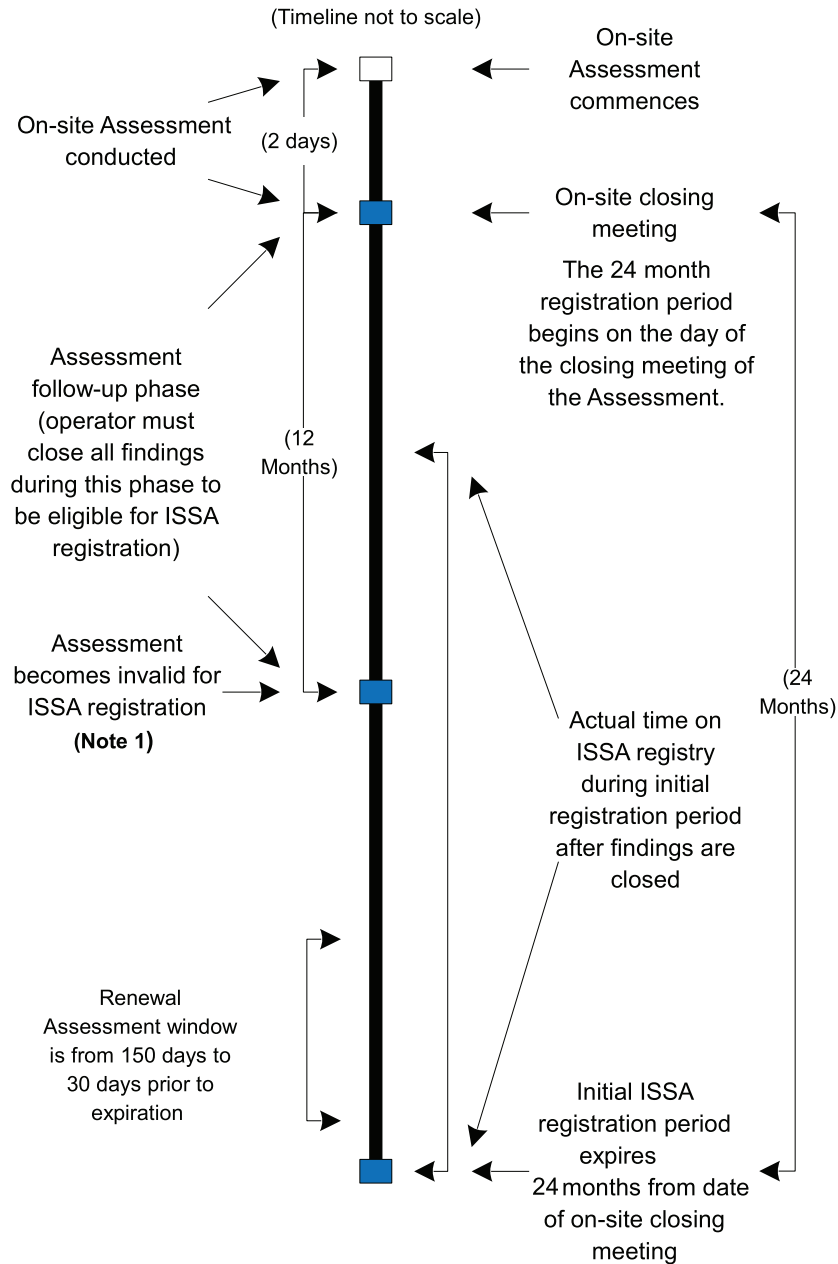 (Timeline not to scale)
On-site
Assessment
commences
On-site Assessment
conducted
(2 days)
On-site closing
meeting
The 24 month
registration period
begins on the day of
the closing meeting of
the Assessment.
Assessment
follow-up phase
(operator must
close all findings
during this phase to
be eligible for ISSA
registration)
(12
Months)
Assessment
becomes invalid for
ISSA registration
(Note 1)
(24
Months)
Actual time on
ISSA registry
during initial
registration period
after findings are
closed
Renewal
Assessment window
is from 150 days to
30 days prior to
expiration
Initial ISSA
registration period
expires
24 months from date
of on-site closing
meeting